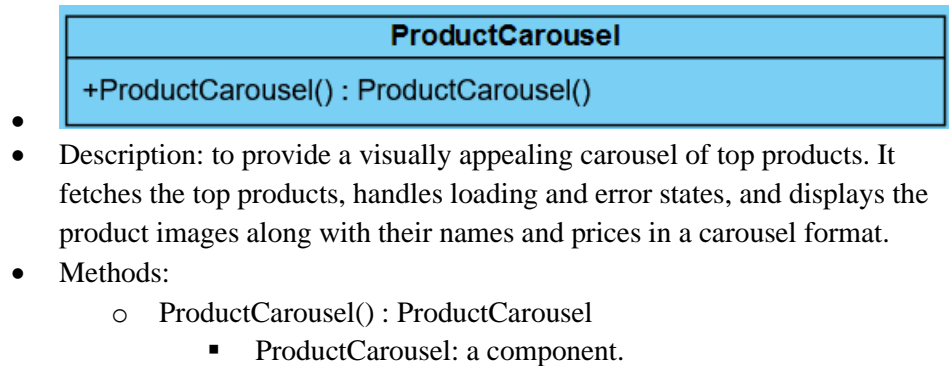 ProductCarousel
+ProductCarousel() : ProductCarousel()
• Description: to provide a visually appealing carousel of top products. It
fetches the top products, handles loading and error states, and displays the
product images along with their names and prices in a carousel format.
• Methods:
o ProductCarousel() : ProductCarousel
▪ ProductCarousel: a component.